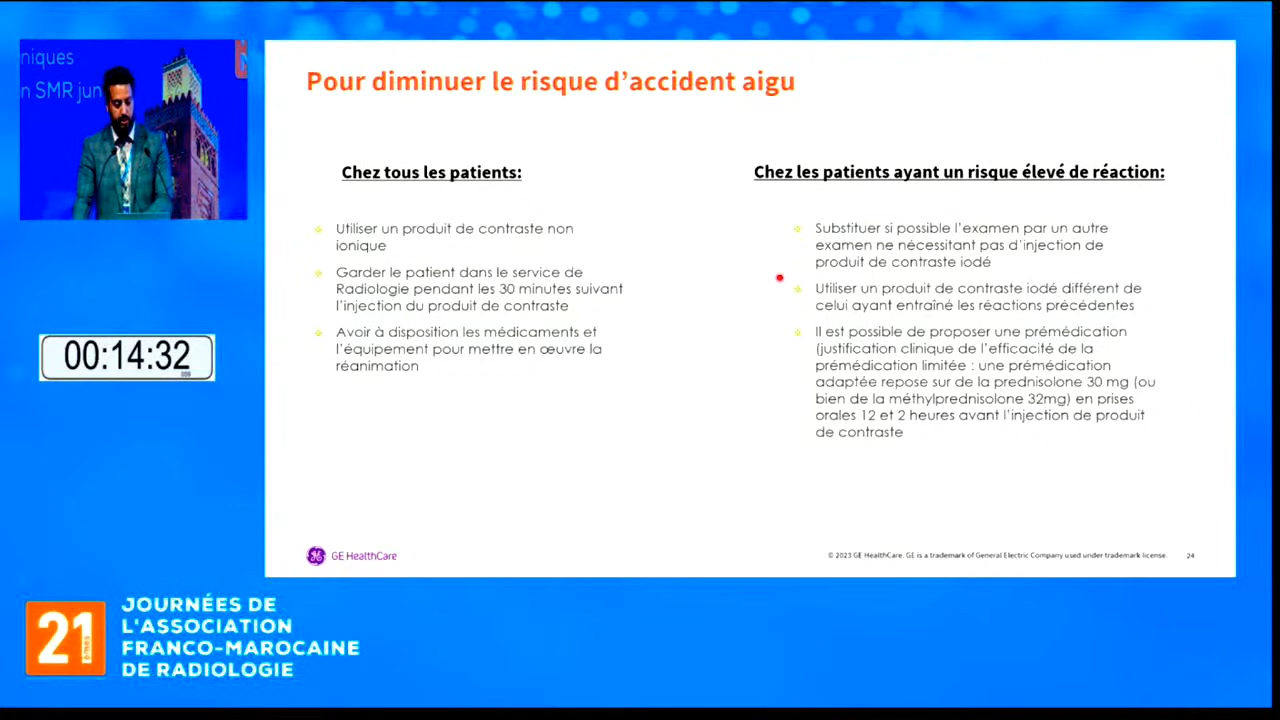 niques
n SMR jun
Pour diminuer le risque d'accident aigu
Chez tous les patients:
Utiliser un produit de contraste non
ionique
Garder le patient dans le service de
Radiologie pendant les 30 minutes suivant
l'injection du produit de contraste
Avoir à disposition les médicaments et
l'équipement pour mettre en œuvre la
réanimation
Chez les patients ayant un risque élevé de réaction:
Substituer si possible l'examen par un autre
examen ne nécessitant pas d'injection de
produit de contraste iodé
Utiliser un produit de contraste iodé différent de
celui ayant entraîné les réactions précédentes
Il est possible de proposer une prémédication
(justification clinique de l'efficacité de la
prémédication limitée : une prémédication
adaptée repose sur de la prednisolone 30 mg (ou
bien de la méthylprednisolone 32mg) en prises
orales 12 et 2 heures avant l'injection de produit
de contraste
00:14:32
GE HealthCare
© 2023 GE HealthCare. GE is a trademark of General Electric Company used under trademark license.
24
21
èmes
JOURNÉES DE
L'ASSOCIATION
FRANCO-MAROCAINE
DE RADIOLOGIE